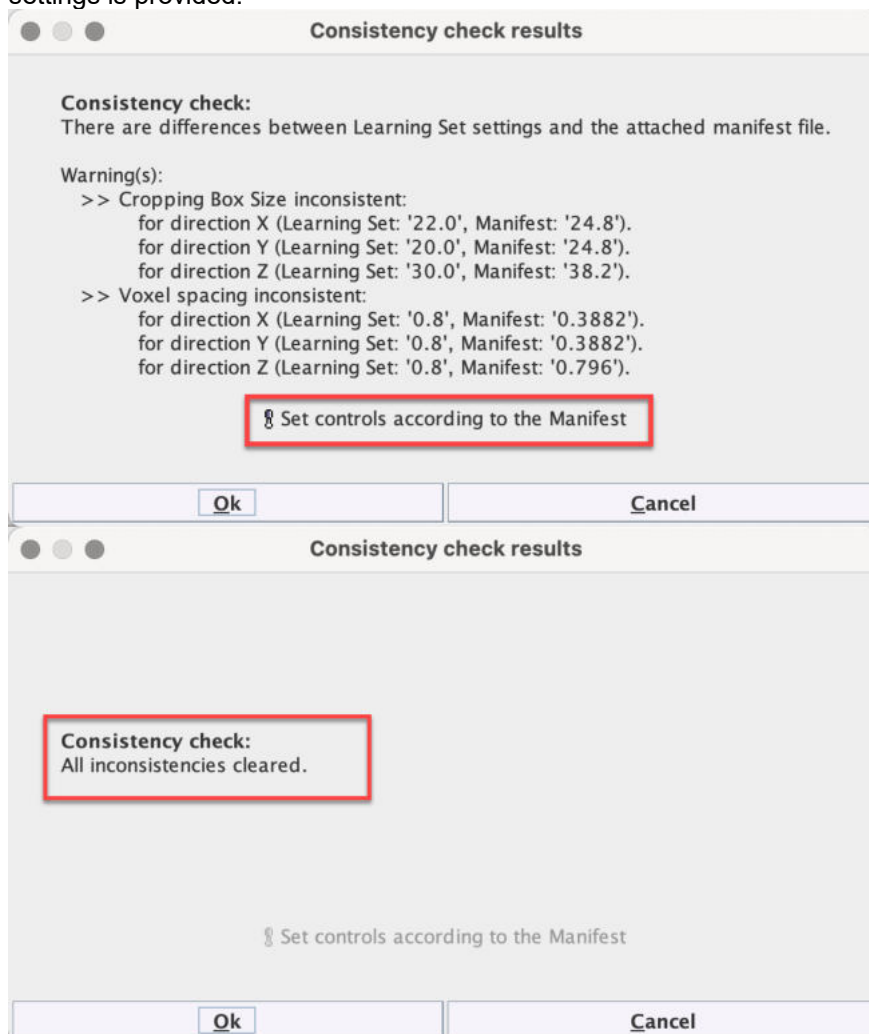 settings is provided.
Consistency check results
Consistency check:
There are differences between Learning Set settings and the attached manifest file.
Warning(s):
>> Cropping Box Size inconsistent:
for direction X (Learning Set: '22.0', Manifest: '24.8').
for direction Y (Learning Set: '20.0', Manifest: '24.8').
for direction Z (Learning Set: '30.0', Manifest: '38.2').
>> Voxel spacing inconsistent:
for direction X (Learning Set: '0.8', Manifest: '0.3882').
for direction Y (Learning Set: '0.8', Manifest: '0.3882').
for direction Z (Learning Set: '0.8', Manifest: '0.796').
Set controls according to the Manifest
Ok Cancel
Consistency check results
Consistency check:
All inconsistencies cleared.
Set controls according to the Manifest
Ok Cancel